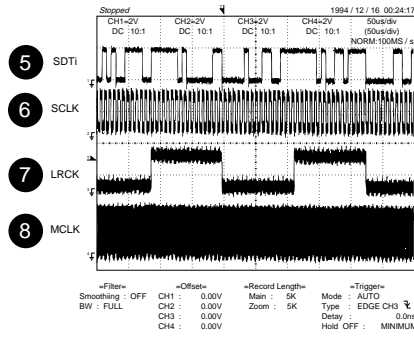 Stopped 1994 / 12 / 16 00:24:17
CH1=2V CH2=2V CH3=2V CH4=2V 50us/div
DC 10:1 DC 10:1 DC 10:1 DC 10:1 (50us/div)
NORM:100MS / s
5 SDTi
6 SCLK
7 LRCK
8 MCLK
=Filter= =Offset= =Record Length= =Trigger=
Smoothing : OFF CH1 : 0.00V Main : 5K Mode : AUTO
BW : FULL CH2 : 0.00V Zoom : 5K Type : EDGE CH3
CH3 : 0.00V Delay : 0.0ns
CH4 : 0.00V Hold OFF : MINIMUM